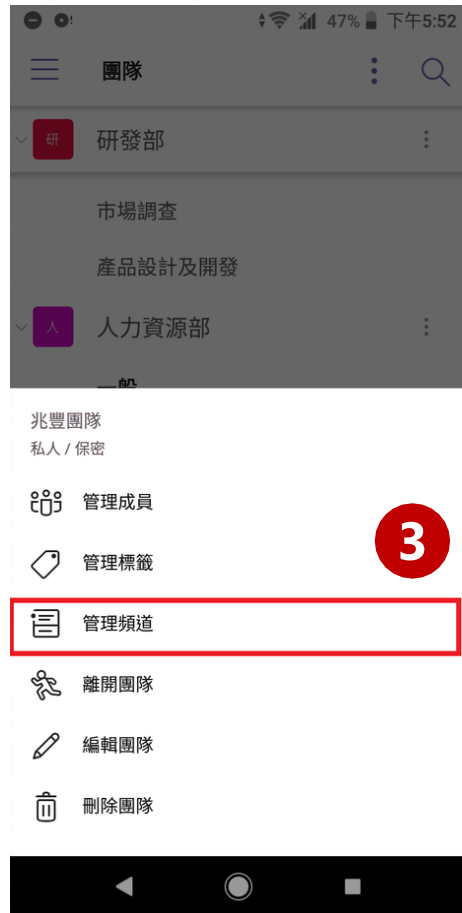 47% 下午5:52
團隊
研 研發部
市場調查
產品設計及開發
人 人力資源部
一般
兆豐團隊
私人 / 保密
管理成員
3
管理標籤
管理頻道
離開團隊
編輯團隊
刪除團隊